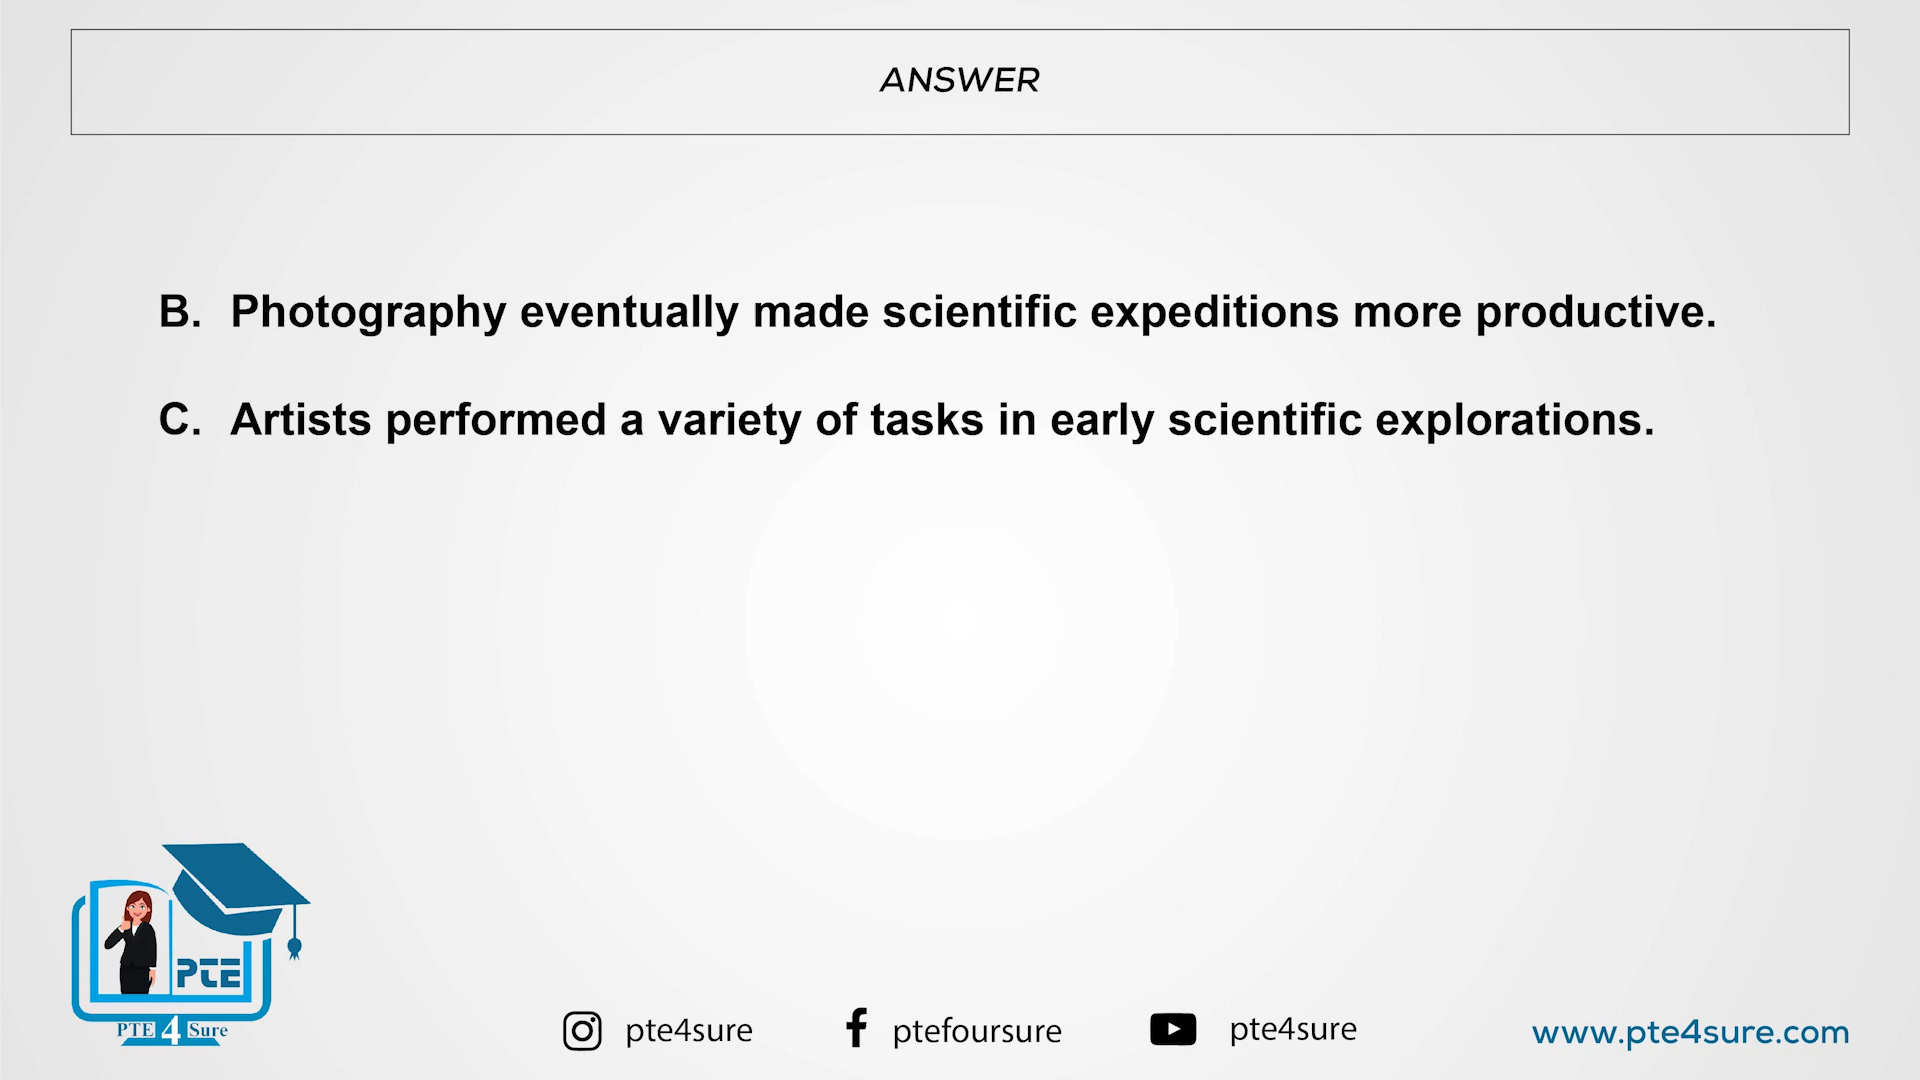 ANSWER
B. Photography eventually made scientific expeditions more productive.
C. Artists performed a variety of tasks in early scientific explorations.
PTE
PTE 4 Sure
pte4sure
ptefoursure
pte4sure
www.pte4sure.com